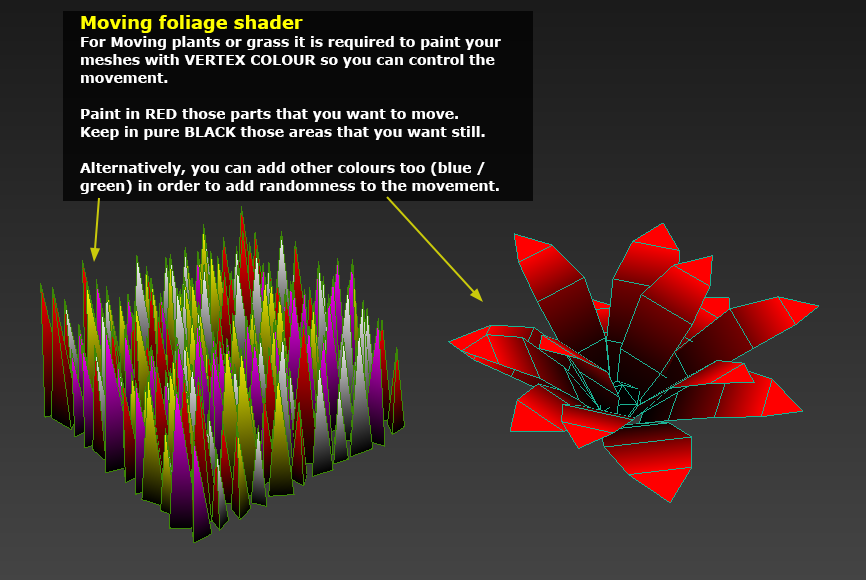 Moving foliage shader
For Moving plants or grass it is required to paint your
meshes with VERTEX COLOUR so you can control the
movement.
Paint in RED those parts that you want to move.
Keep in pure BLACK those areas that you want still.
Alternatively, you can add other colours too (blue /
green) in order to add randomness to the movement.